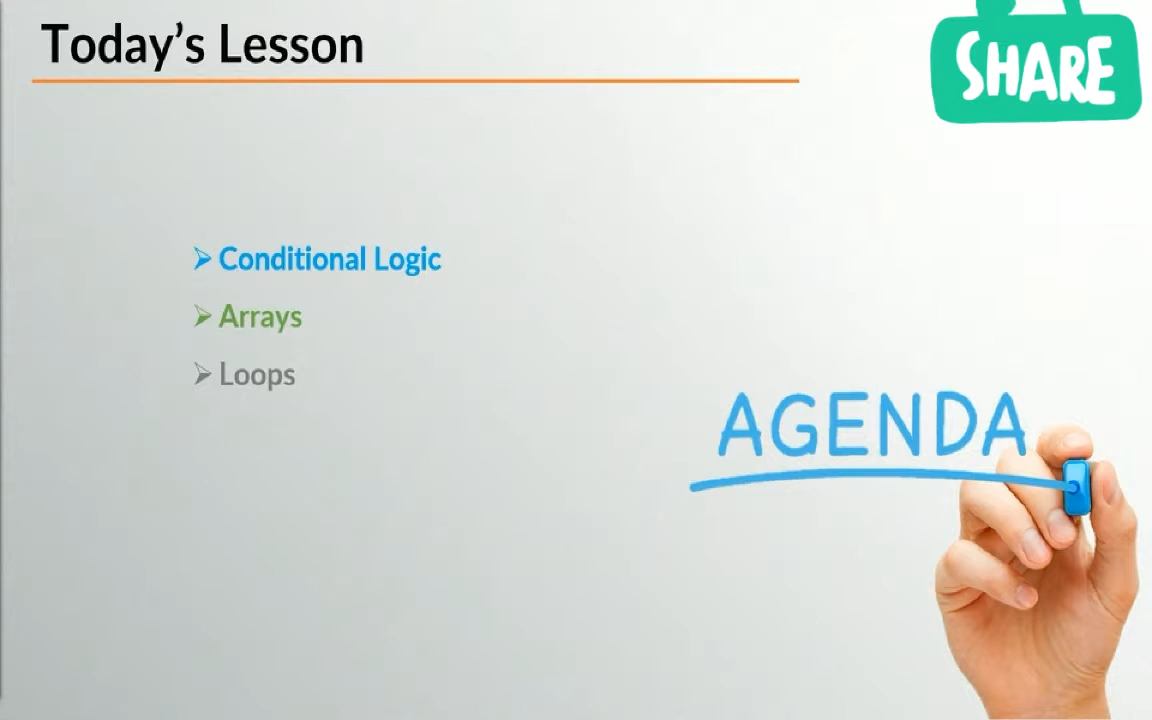 Today's Lesson
SHARE
➢ Conditional Logic
➢ Arrays
➢ Loops
AGENDA